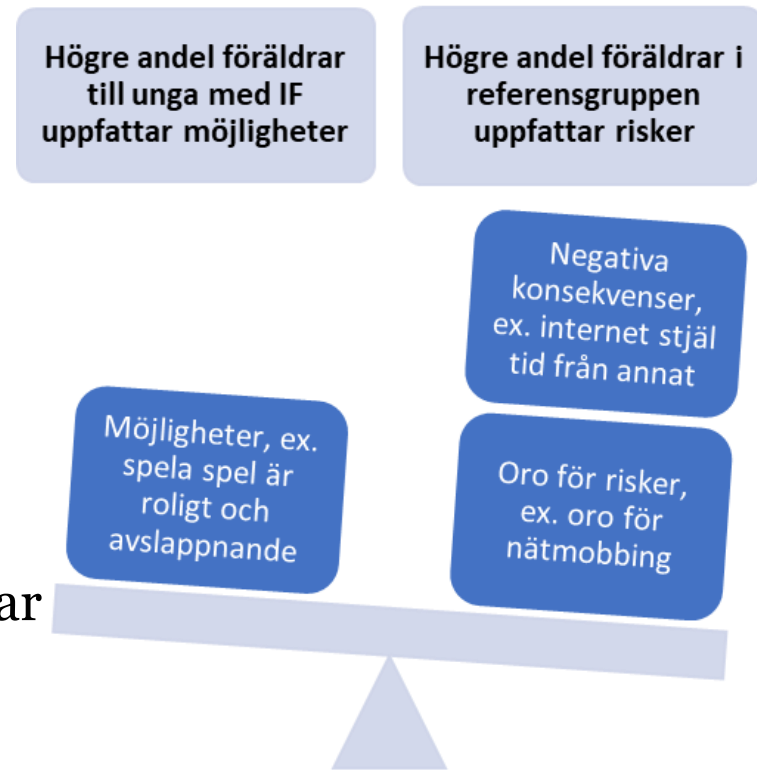 Högre andel föräldrar
till unga med IF
uppfattar möjligheter
Högre andel föräldrar i
referensgruppen
uppfattar risker
Negativa
konsekvenser,
ex. internet stjäl
tid från annat
Möjligheter, ex.
spela spel är
roligt och
avslappnande
Oro för risker,
ex. oro för
nätmobbing
ar